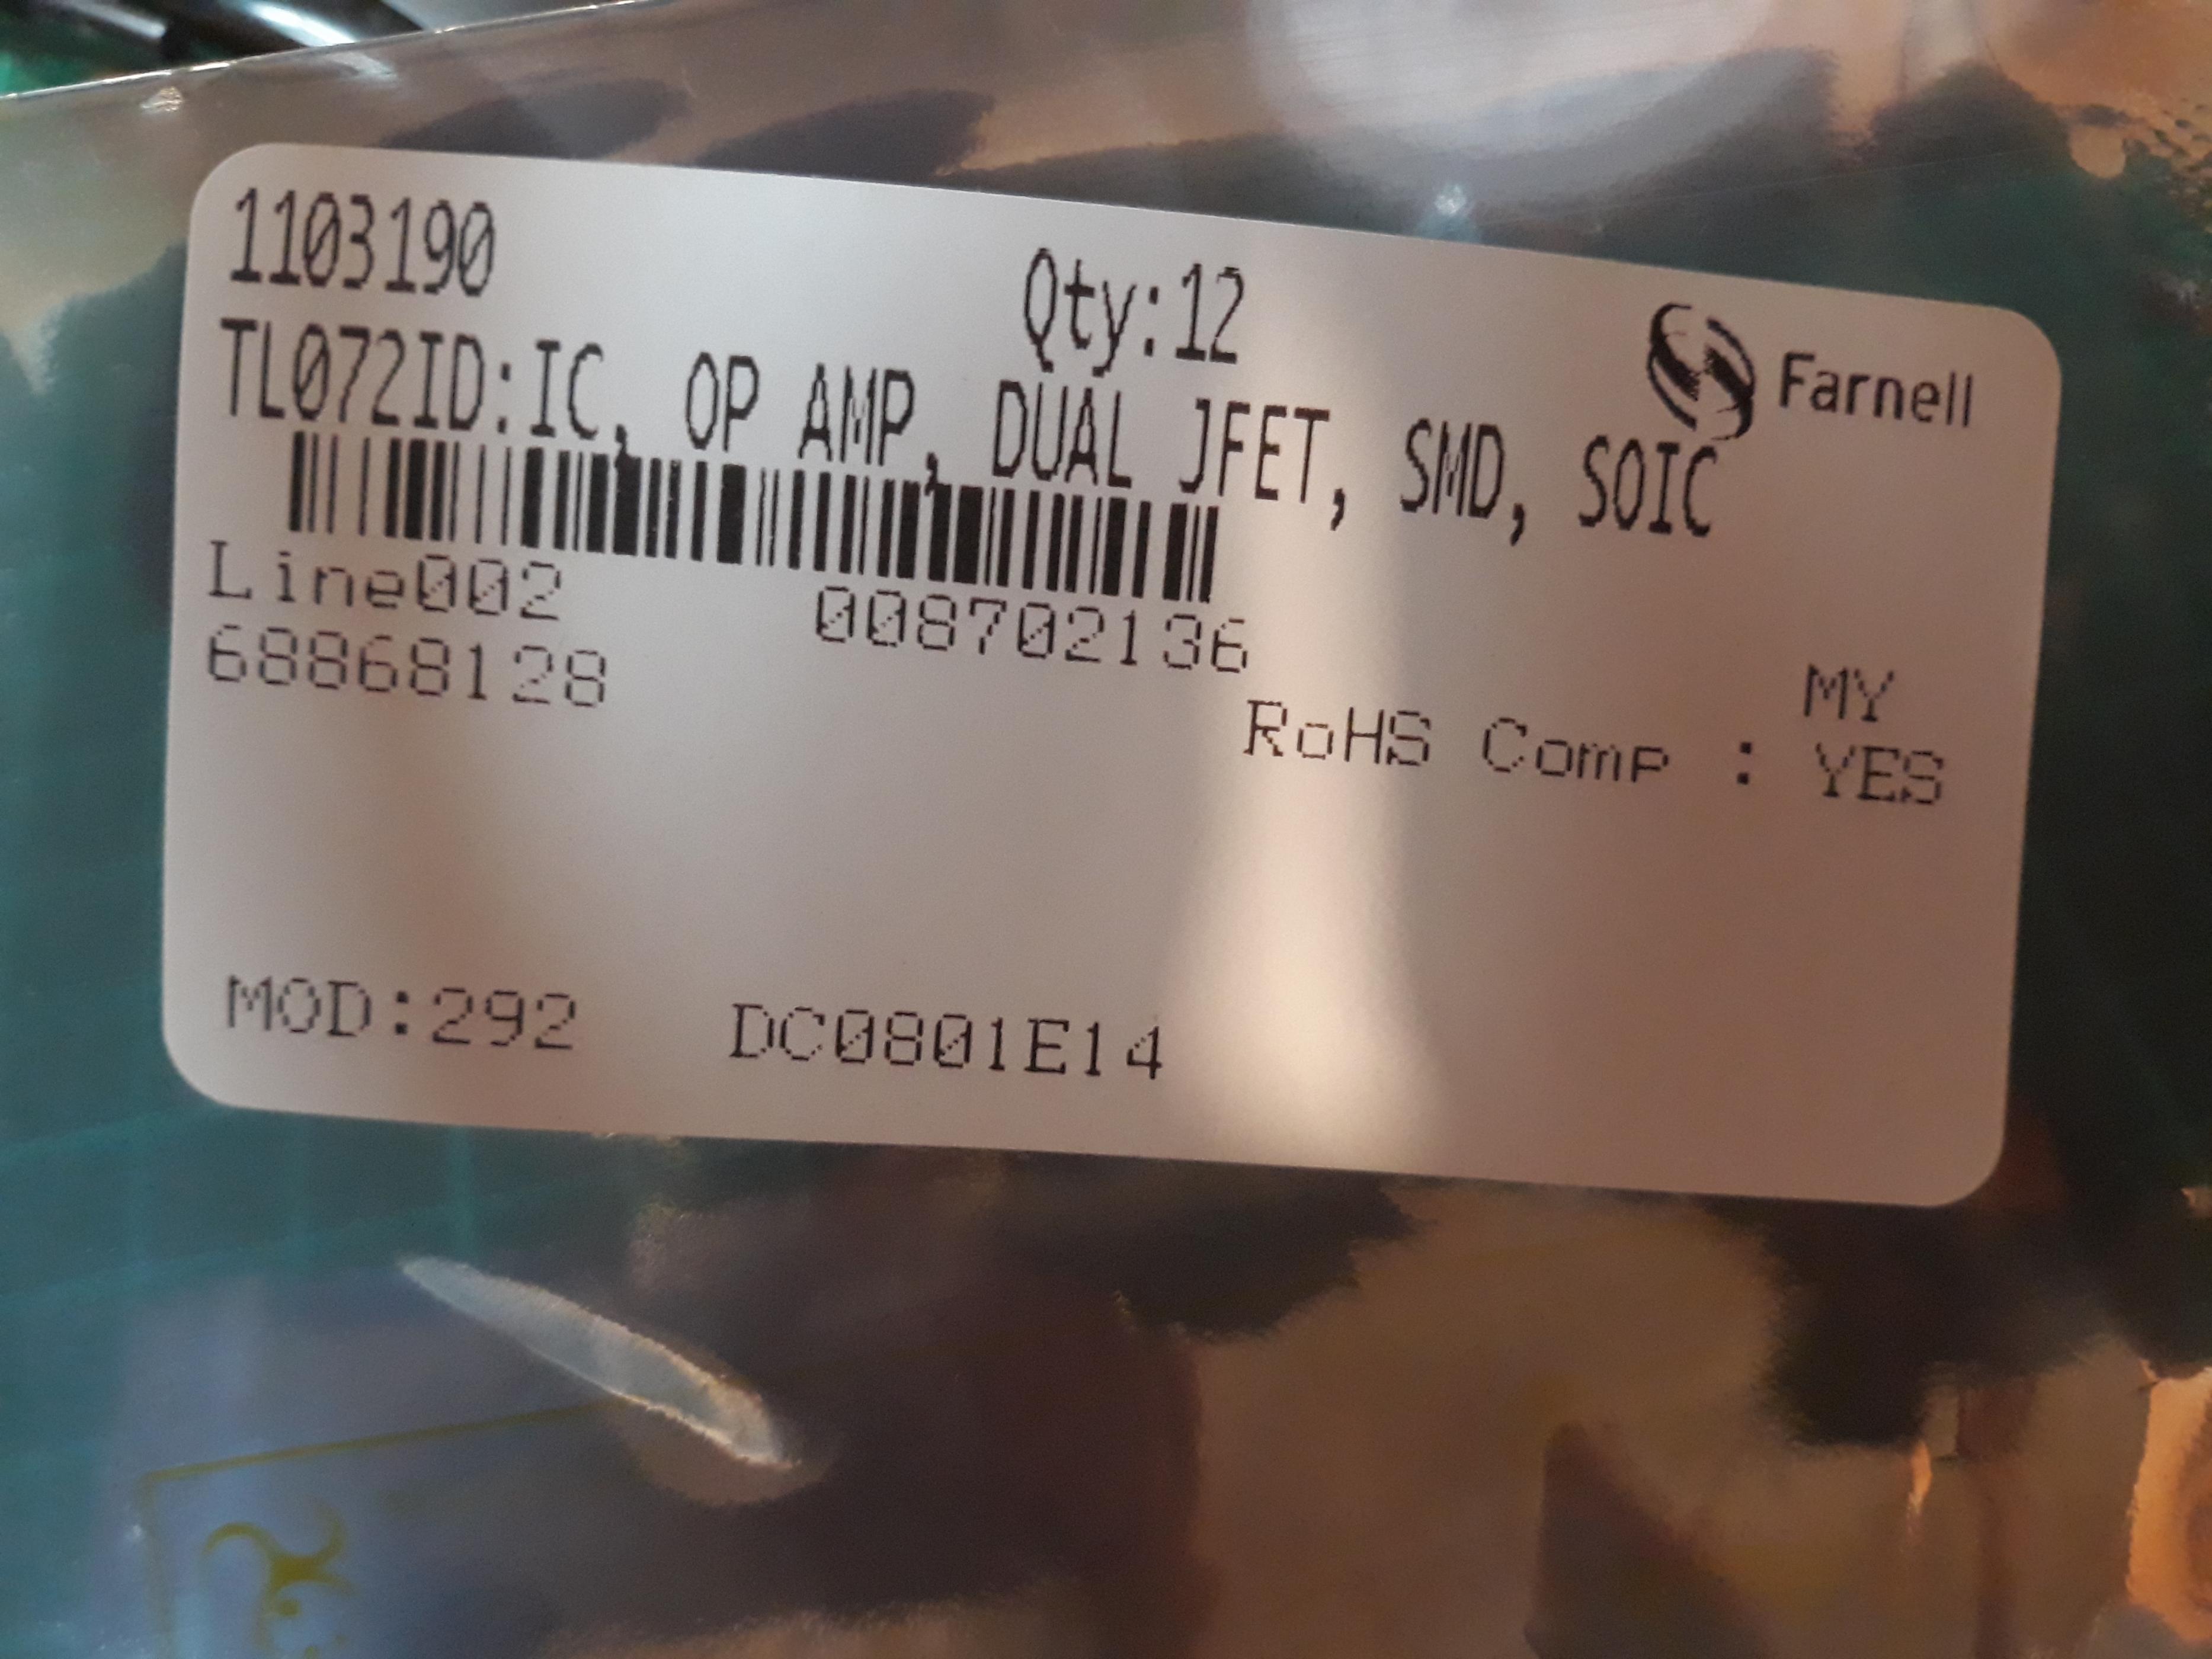 1103190
Qty:12
Farnell
TL072ID:IC, OP AMP, DUAL JFET, SMD, SOIC
Line002
008702136
68868128
MY
RoHS Comp : YES
MOD:292 DC0801E14